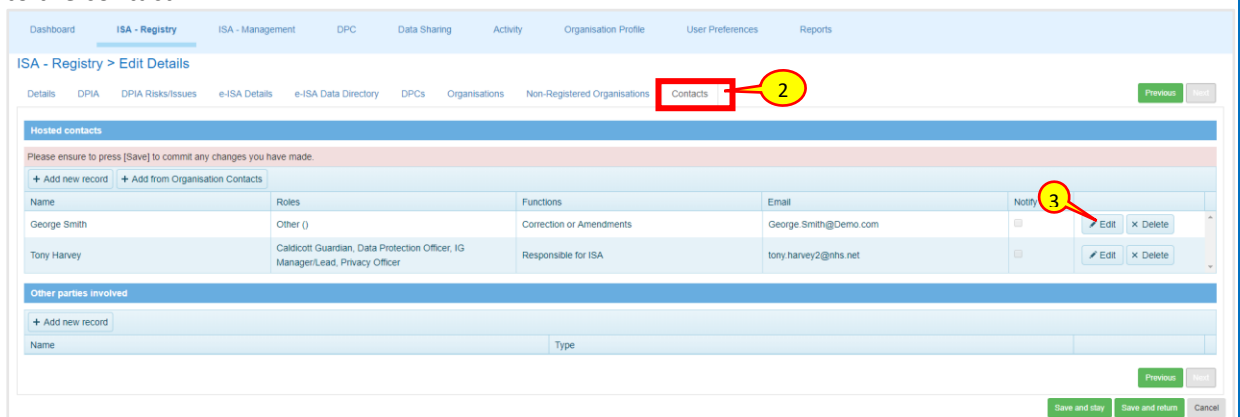 Dashboard ISA - Registry ISA - Management DPC Data Sharing Activity Organisation Profile User Preferences Reports
ISA - Registry > Edit Details
Details DPIA DPIA Risks/Issues e-ISA Details e-ISA Data Directory DPCs Organisations Non-Registered Organisations Contacts 2 Previous Next
Hosted contacts
Please ensure to press [Save] to commit any changes you have made.
+ Add new record + Add from Organisation Contacts
Name Roles Functions Email Notify 3
George Smith Other () Correction or Amendments George.Smith@Demo.com Edit × Delete
Tony Harvey Caldicott Guardian, Data Protection Officer, IG Manager/Lead, Privacy Officer Responsible for ISA tony.harvey2@nhs.net Edit × Delete
Other parties involved
+ Add new record
Name Type
Previous Next
Save and stay Save and return Cancel